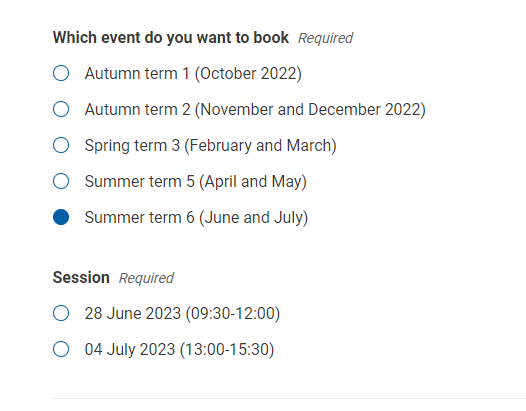 Which event do you want to book Required
Autumn term 1 (October 2022)
Autumn term 2 (November and December 2022)
Spring term 3 (February and March)
Summer term 5 (April and May)
Summer term 6 (June and July)
Session Required
28 June 2023 (09:30-12:00)
04 July 2023 (13:00-15:30)